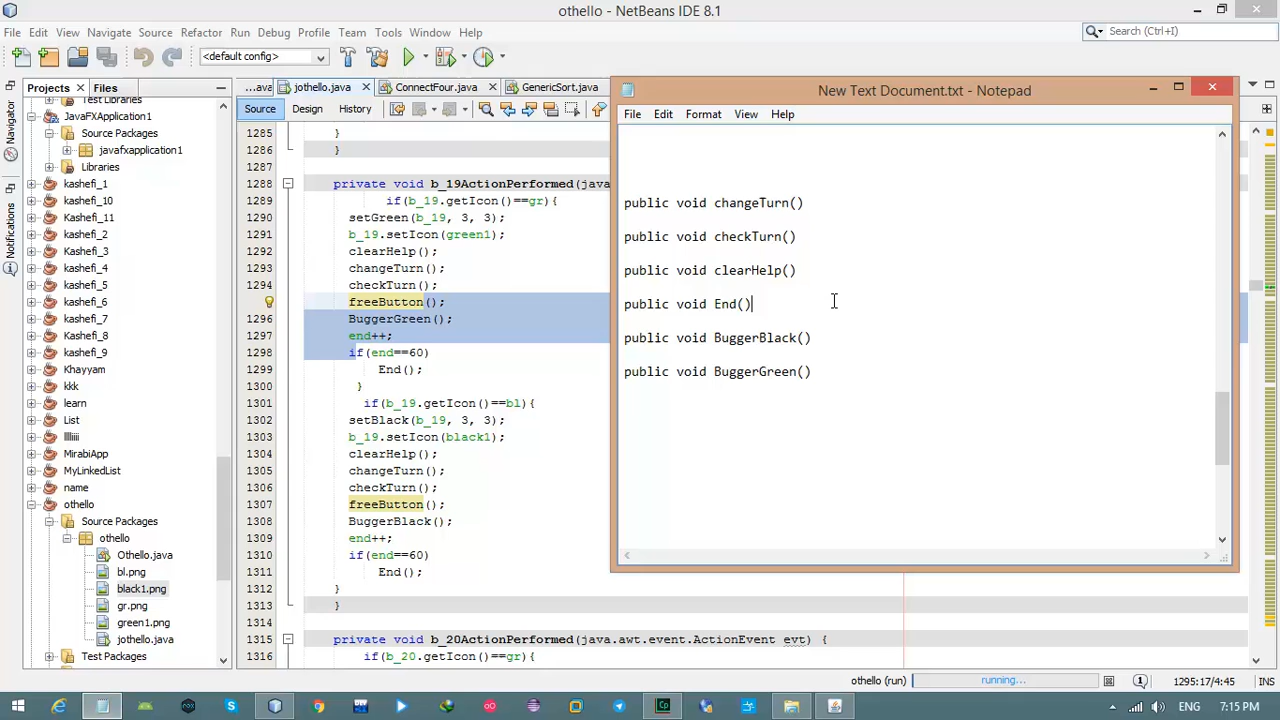 othello - NetBeans IDE 8.1
File Edit View Navigate Source Refactor Run Debug Profile Team Tools Window Help
Search (Ctrl+I)
<default config>
Projects Files
...ava jothello.java ConnectFour.java GenericSort.java
New Text Document.txt - Notepad
Source Design History
File Edit Format View Help
Navigator
Notifications
Test Libraries
JavaFXApplication1
Source Packages
javafxapplication1
Libraries
kashefi_1
kashefi_10
Kashefi_11
kashefi_2
kashefi_3
kashefi_4
kashefi_5
kashefi_6
kashefi_7
Kashefi_8
kashefi_9
Khayyam
kkk
learn
List
MirabiApp
MyLinkedList
name
othello
Source Packages
othello
Othello.java
bl.png
black1.png
gr.png
green1.png
jothello.java
Test Packages
1285 }
1286 }
1287
1288 private void b_19ActionPerformed(java
1289 if(b_19.getIcon()==gr){
1290 setGreen(b_19, 3, 3);
1291 b_19.setIcon(green1);
1292 clearHelp();
1293 changeTurn();
1294 checkTurn();
freeButton();
1296 BuggerGreen();
1297 end++;
1298 if(end==60)
1299 End();
1300 }
1301 if(b_19.getIcon()==bl){
1302 setBlack(b_19, 3, 3);
1303 b_19.setIcon(black1);
1304 clearHelp();
1305 changeTurn();
1306 checkTurn();
1307 freeButton();
1308 BuggerBlack();
1309 end++;
1310 if(end==60)
1311 End();
1312 }
1313 }
1314
1315 private void b_20ActionPerformed(java.awt.event.ActionEvent evt) {
1316 if(b_20.getIcon()==gr){
public void changeTurn()
public void checkTurn()
public void clearHelp()
public void End()
public void BuggerBlack()
public void BuggerGreen()
othello (run) running... 1295:17/4:45 INS
ENG 7:15 PM